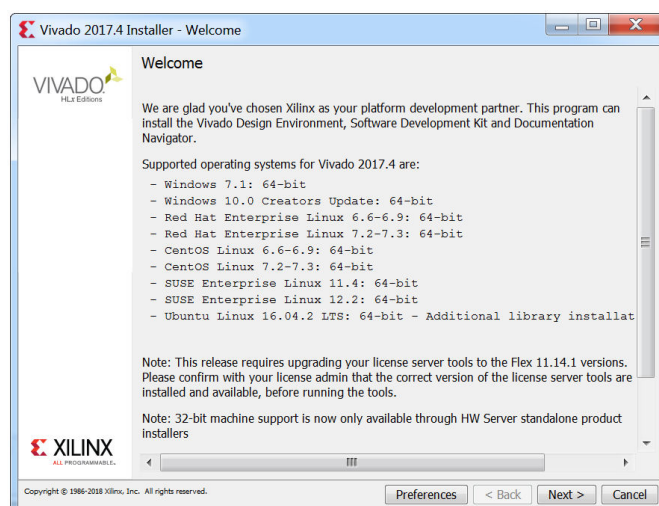 Vivado 2017.4 Installer - Welcome
VIVADO
HLx Editions
Welcome
We are glad you've chosen Xilinx as your platform development partner. This program can
install the Vivado Design Environment, Software Development Kit and Documentation
Navigator.
Supported operating systems for Vivado 2017.4 are:
- Windows 7.1: 64-bit
- Windows 10.0 Creators Update: 64-bit
- Red Hat Enterprise Linux 6.6-6.9: 64-bit
- Red Hat Enterprise Linux 7.2-7.3: 64-bit
- CentOS Linux 6.6-6.9: 64-bit
- CentOS Linux 7.2-7.3: 64-bit
- SUSE Enterprise Linux 11.4: 64-bit
- SUSE Enterprise Linux 12.2: 64-bit
- Ubuntu Linux 16.04.2 LTS: 64-bit - Additional library installat
Note: This release requires upgrading your license server tools to the Flex 11.14.1 versions.
Please confirm with your license admin that the correct version of the license server tools are
installed and available, before running the tools.
Note: 32-bit machine support is now only available through HW Server standalone product
installers
XILINX
ALL PROGRAMMABLE™
Copyright © 1986-2018 Xilinx, Inc. All rights reserved.
Preferences
< Back
Next >
Cancel